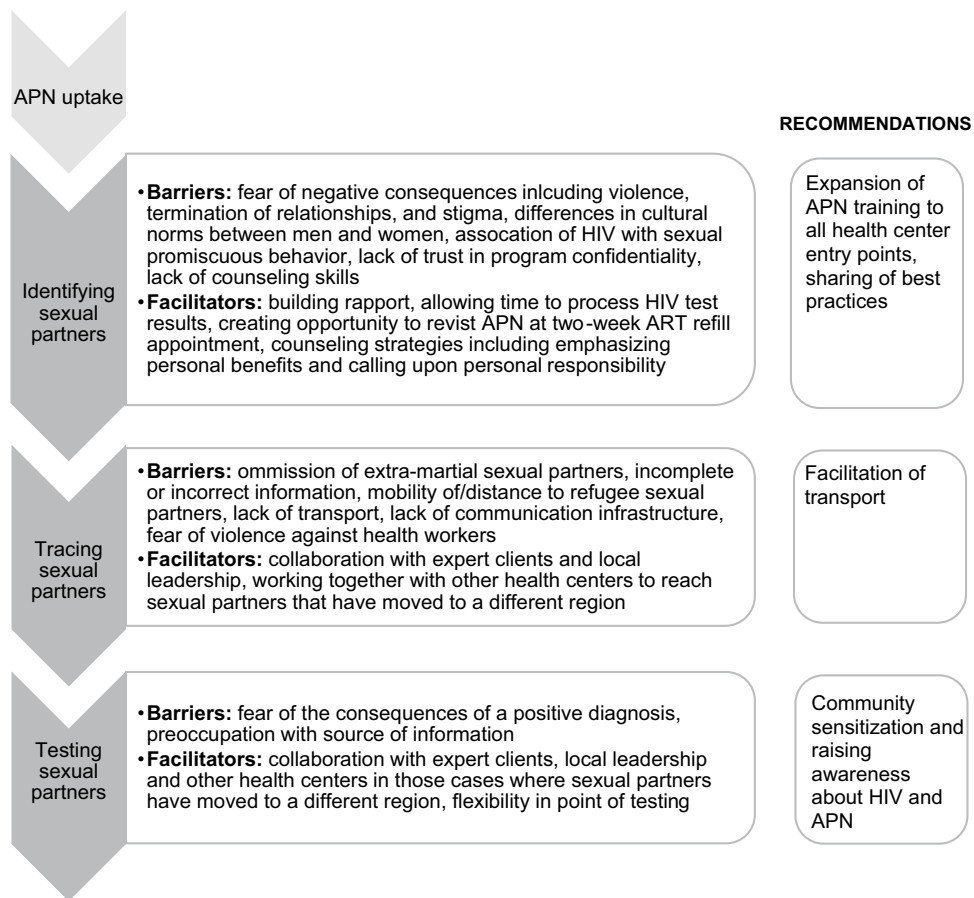 APN uptake
RECOMMENDATIONS
Identifying
sexual
partners
•Barriers: fear of negative consequences inlcuding violence,
termination of relationships, and stigma, differences in cultural
norms between men and women, assocation of HIV with sexual
promiscuous behavior, lack of trust in program confidentiality,
lack of counseling skills
•Facilitators: building rapport, allowing time to process HIV test
results, creating opportunity to revist APN at two-week ART refill
appointment, counseling strategies including emphasizing
personal benefits and calling upon personal responsibility
Expansion of
APN training to
all health center
entry points,
sharing of best
practices
Tracing
sexual
partners
•Barriers: ommission of extra-martial sexual partners, incomplete
or incorrect information, mobility of/distance to refugee sexual
partners, lack of transport, lack of communication infrastructure,
fear of violence against health workers
•Facilitators: collaboration with expert clients and local
leadership, working together with other health centers to reach
sexual partners that have moved to a different region
Facilitation of
transport
Testing
sexual
partners
•Barriers: fear of the consequences of a positive diagnosis,
preoccupation with source of information
•Facilitators: collaboration with expert clients, local leadership
and other health centers in those cases where sexual partners
have moved to a different region, flexibility in point of testing
Community
sensitization and
raising
awareness
about HIV and
APN